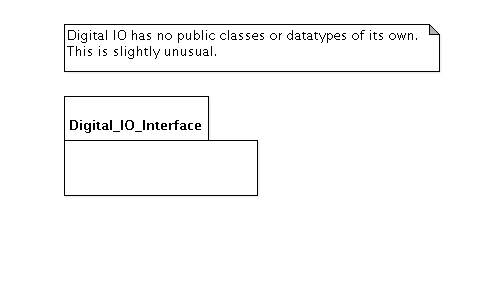 Digital IO has no public classes or datatypes of its own.
This is slightly unusual.
Digital_IO_Interface